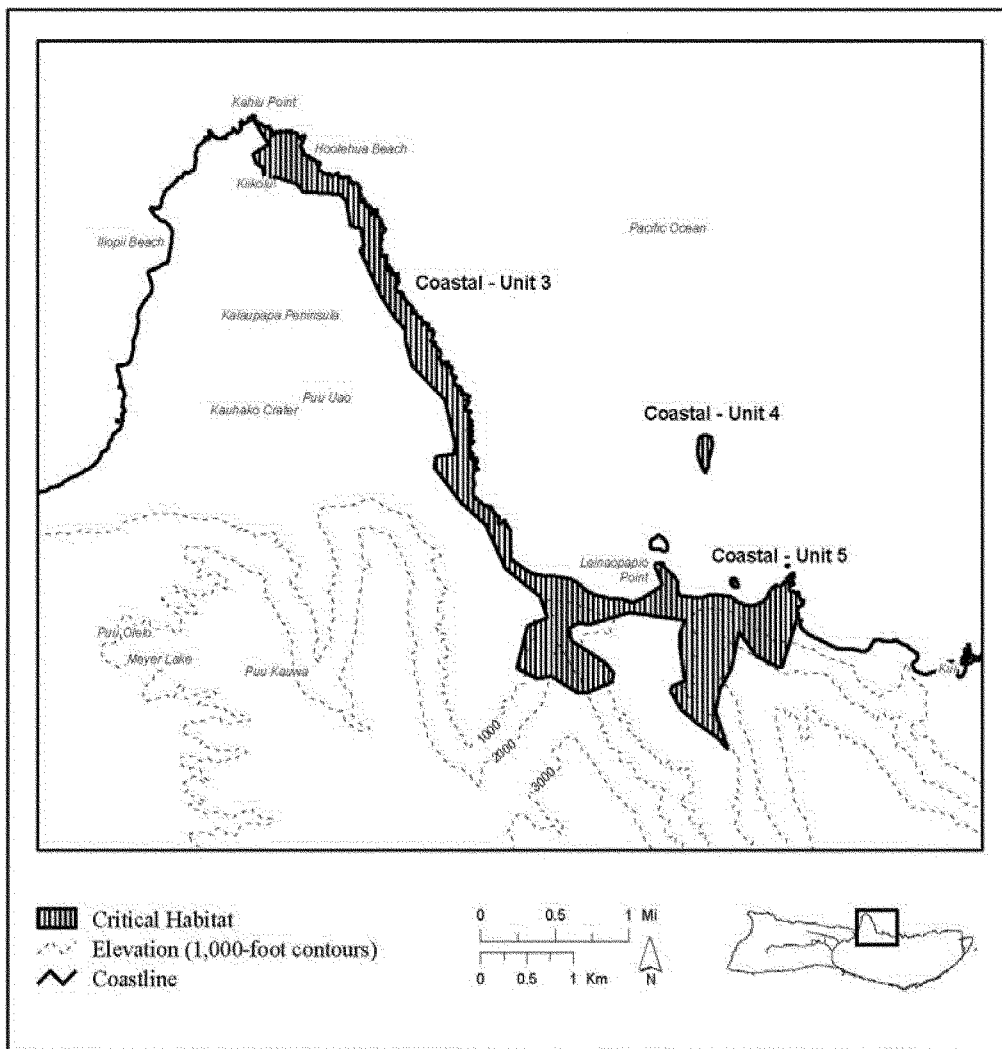 Kahiu Point
Hoolehua Beach
Kiikolu
Iliopii Beach
Pacific Ocean
Coastal - Unit 3
Kalaupapa Peninsula
Puu Uao
Kauhako Crater
Coastal - Unit 4
Coastal - Unit 5
Leinaopapio
Point
Puu Olelo
Meyer Lake
Puu Kauwa
1000
2000
3000
Critical Habitat
Elevation (1,000-foot contours)
Coastline
0 0.5 1 Mi
0 0.5 1 Km
N